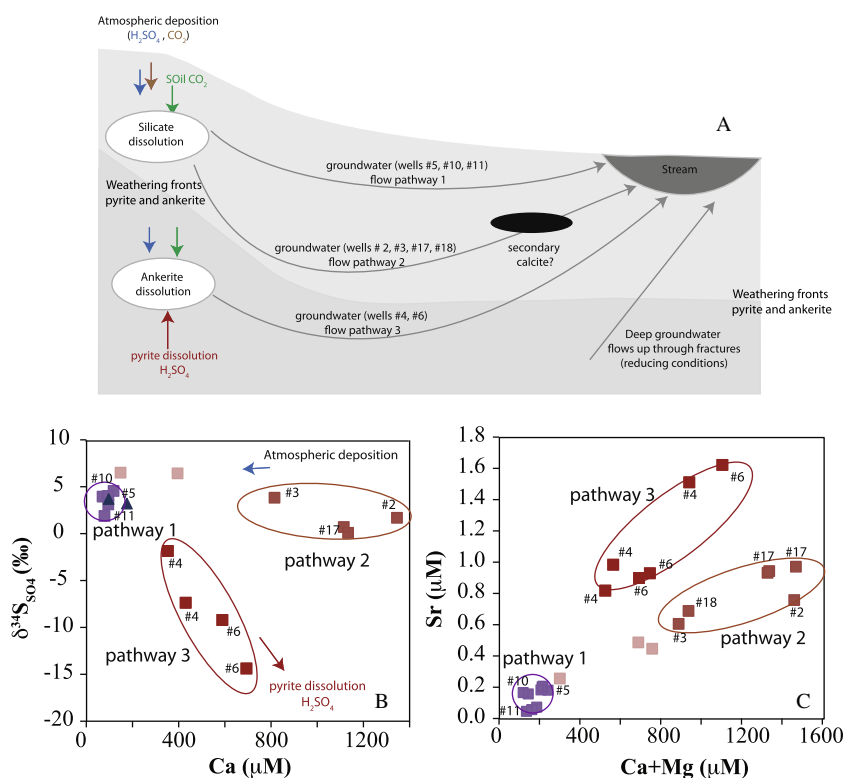 Atmospheric deposition
(H2SO4 , CO2)
SOil CO2
Silicate
dissolution
A
groundwater (wells #5, #10, #11)
flow pathway 1
Stream
Weathering fronts
pyrite and ankerite
groundwater (wells # 2, #3, #17, #18)
flow pathway 2
secondary
calcite?
Ankerite
dissolution
groundwater (wells #4, #6)
flow pathway 3
Weathering fronts
pyrite and ankerite
pyrite dissolution
H2SO4
Deep groundwater
flows up through fractures
(reducing conditions)
10
5
0
-5
-10
-15
-20
δ34SSO4 (‰)
0
400
800
1200
Ca (μM)
Atmospheric deposition
#10
#5
#11
pathway 1
#3
#2
#17
pathway 2
#4
#4
#6
#6
pathway 3
pyrite dissolution
H2SO4
B
1.8
1.6
1.4
1.2
1.0
0.8
0.6
0.4
0.2
0.0
Sr (μM)
0
400
800
1200
1600
Ca+Mg (μM)
pathway 3
#4
#6
#4
#6
#4
#6
#17
#17
#18
#2
#3
pathway 2
pathway 1
#10
#5
#11
C